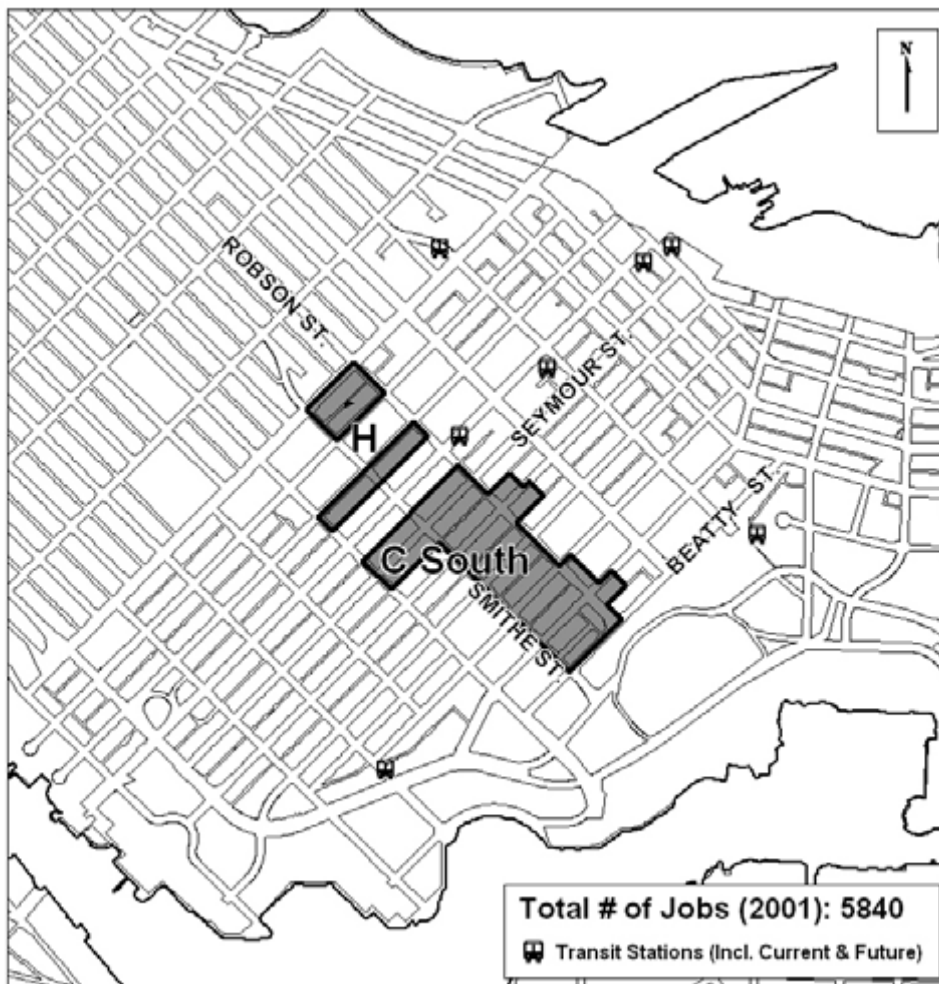 N
ROBSON ST.
SEYMOUR ST.
H
BEATTY ST.
C South
SMITHE ST
Total # of Jobs (2001): 5840
Transit Stations (Incl. Current & Future)